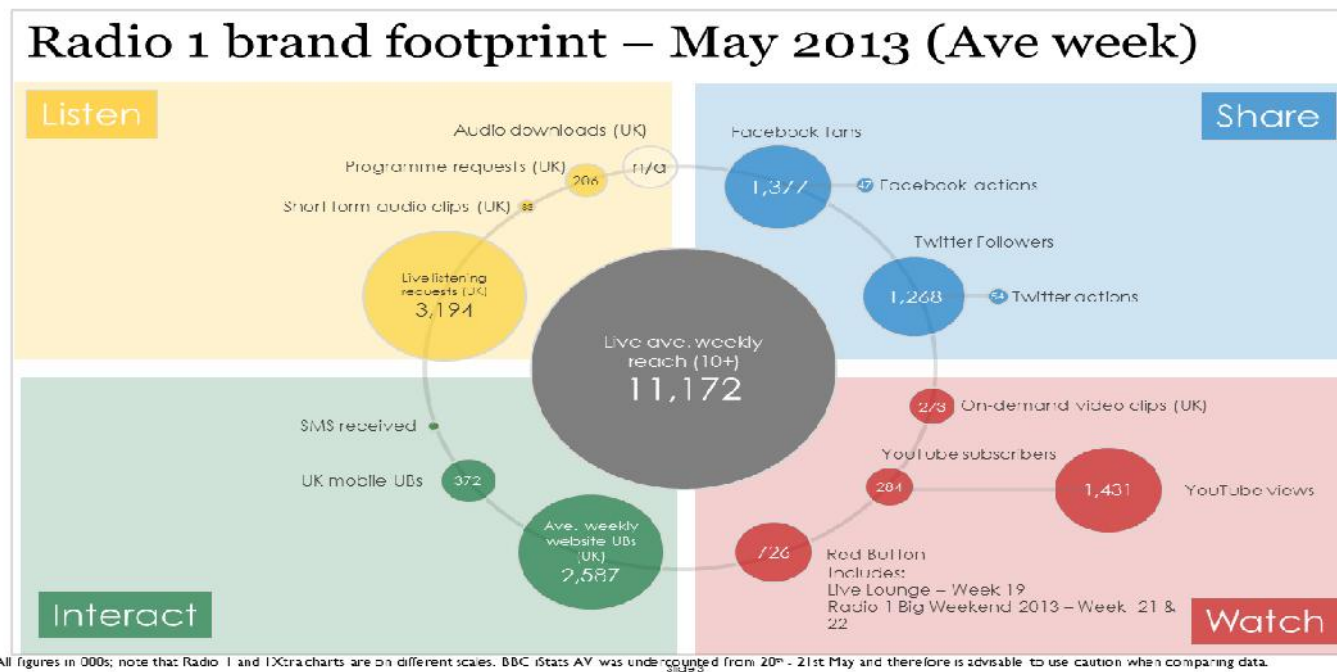 Radio 1 brand footprint – May 2013 (Ave week)
Listen
Audio downloads (UK)
n/a
Programme requests (UK)
206
Short form audio clips (UK)
Live listening
requests (UK)
3,194
Share
Facebook fans
1,377
47
Facebook actions
Twitter Followers
1,268
Twitter actions
Live ave. weekly
reach (10+)
11,172
SMS received
UK mobile UBs
372
Ave. weekly
website UBs
(UK)
2,587
Interact
273
On-demand video clips (UK)
YouTube subscribers
284
1,431
YouTube views
726
Red Button
Includes:
Live Lounge – Week 19
Radio 1 Big Weekend 2013 – Week 21 &
22
Watch
All figures in 000s; note that Radio 1 and 1Xtra charts are on different scales. BBC iStats AV was undercounted from 20th - 21st May and therefore is advisable to use caution when comparing data.
Slide 3